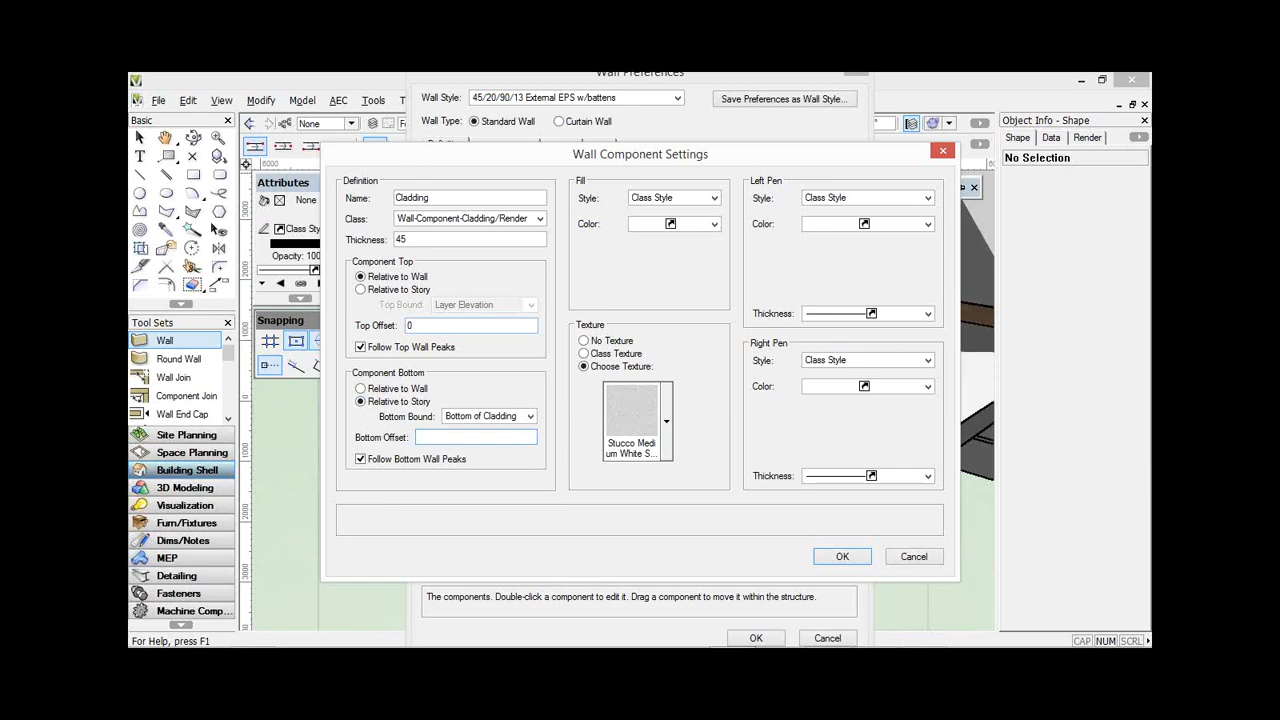 Wall Preferences
Wall Style: 45/20/90/13 External EPS w/battens
Save Preferences as Wall Style...
Wall Type: Standard Wall Curtain Wall
File Edit View Modify Model AEC Tools
Basic
None
Attributes
None
Class Sty
Opacity: 100
Snapping
Tool Sets
Wall
Round Wall
Wall Join
Component Join
Wall End Cap
Site Planning
Space Planning
Building Shell
3D Modeling
Visualization
Furn/Fixtures
Dims/Notes
MEP
Detailing
Fasteners
Machine Comp...
For Help, press F1
Wall Component Settings
Definition
Name: Cladding
Class: Wall-Component-Cladding/Render
Thickness: 45
Component Top
Relative to Wall
Relative to Story
Top Bound: Layer Elevation
Top Offset: 0
Follow Top Wall Peaks
Component Bottom
Relative to Wall
Relative to Story
Bottom Bound: Bottom of Cladding
Bottom Offset:
Follow Bottom Wall Peaks
Fill
Style: Class Style
Color:
Texture
No Texture
Class Texture
Choose Texture:
Stucco Medi
um White S...
Left Pen
Style: Class Style
Color:
Thickness:
Right Pen
Style: Class Style
Color:
Thickness:
OK Cancel
The components. Double-click a component to edit it. Drag a component to move it within the structure.
OK Cancel
Object Info - Shape
Shape Data Render
No Selection
CAP NUM SCRL